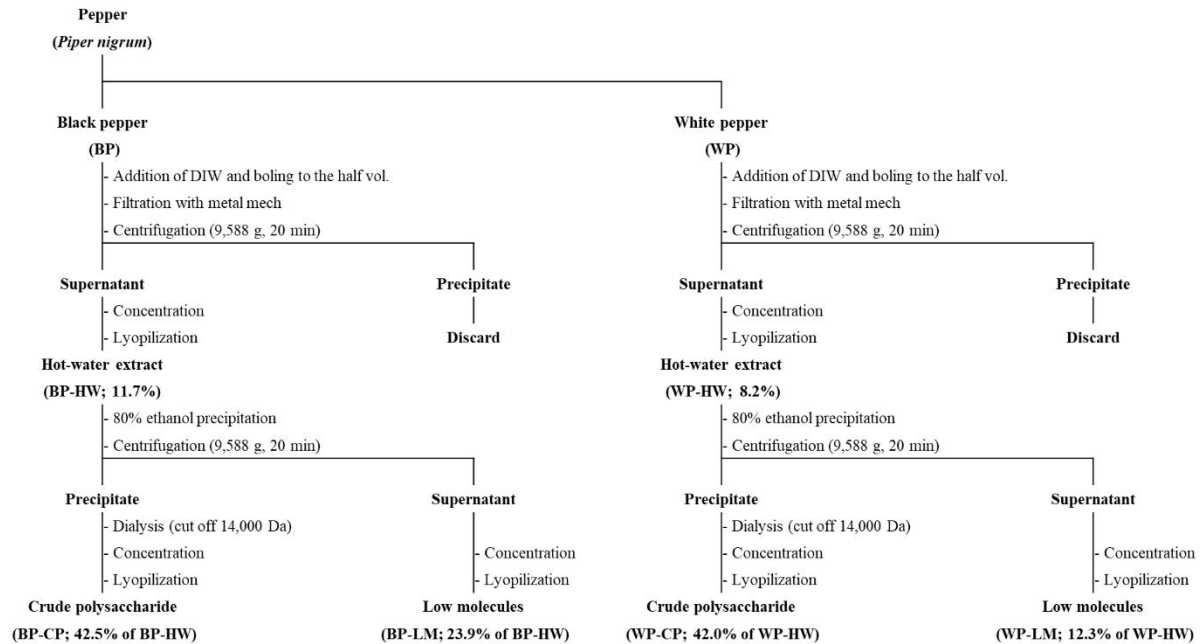 Pepper
(Piper nigrum)
Black pepper
(BP)
- Addition of DIW and boling to the half vol.
- Filtration with metal mech
- Centrifugation (9,588 g, 20 min)
Supernatant
- Concentration
- Lyopilization
Precipitate
Discard
Hot-water extract
(BP-HW; 11.7%)
- 80% ethanol precipitation
- Centrifugation (9,588 g, 20 min)
Precipitate
- Dialysis (cut off 14,000 Da)
- Concentration
- Lyopilization
Crude polysaccharide
(BP-CP; 42.5% of BP-HW)
Supernatant
- Concentration
- Lyopilization
Low molecules
(BP-LM; 23.9% of BP-HW)
White pepper
(WP)
- Addition of DIW and boling to the half vol.
- Filtration with metal mech
- Centrifugation (9,588 g, 20 min)
Supernatant
- Concentration
- Lyopilization
Precipitate
Discard
Hot-water extract
(WP-HW; 8.2%)
- 80% ethanol precipitation
- Centrifugation (9,588 g, 20 min)
Precipitate
- Dialysis (cut off 14,000 Da)
- Concentration
- Lyopilization
Crude polysaccharide
(WP-CP; 42.0% of WP-HW)
Supernatant
- Concentration
- Lyopilization
Low molecules
(WP-LM; 12.3% of WP-HW)